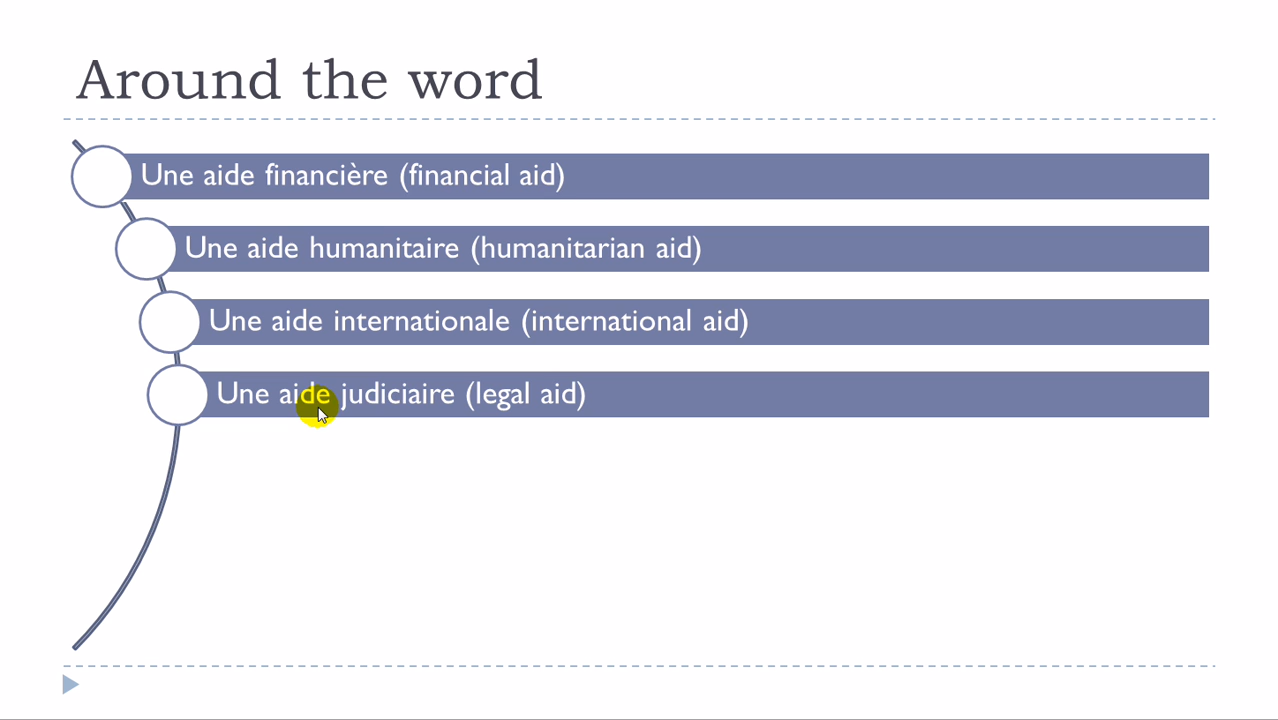 Around the word
Une aide financière (financial aid)
Une aide humanitaire (humanitarian aid)
Une aide internationale (international aid)
Une aide judiciaire (legal aid)